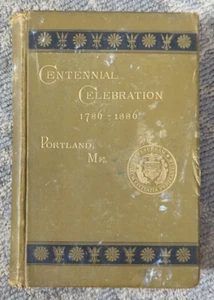 CENTENNIAL
CELEBRATION
1786-1886
PORTLAND,
ME.